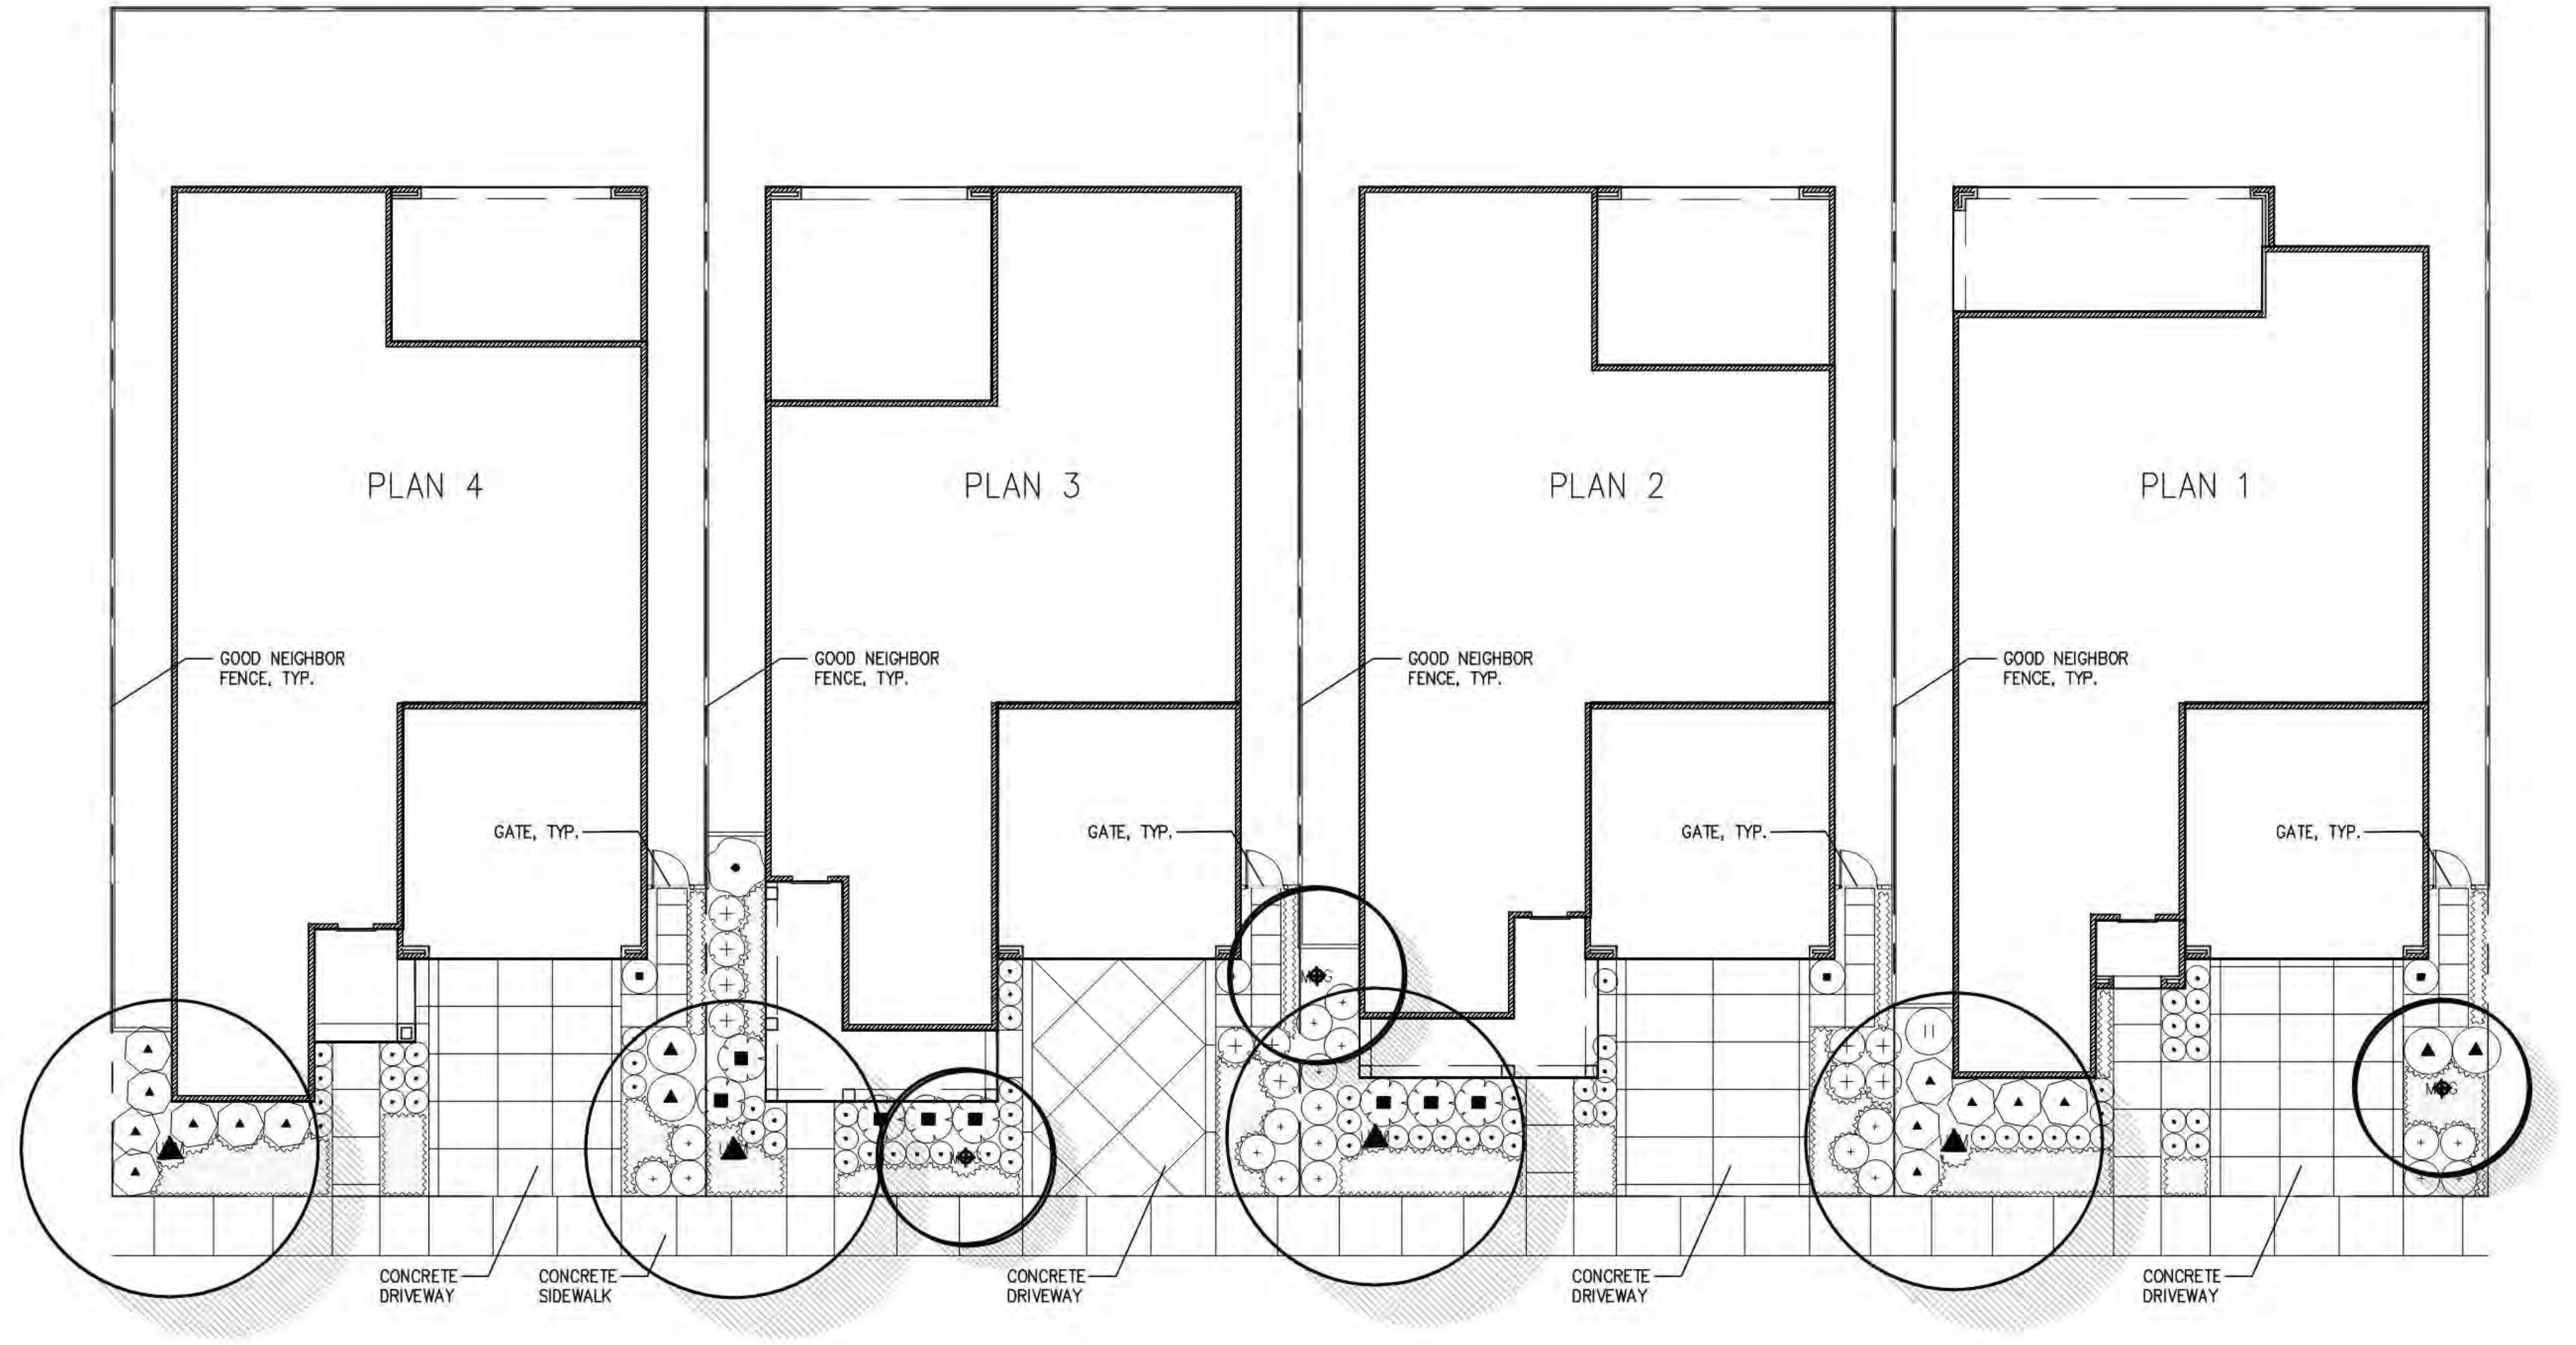 PLAN 4
PLAN 3
PLAN 2
PLAN 1
GOOD NEIGHBOR
FENCE, TYP.
GOOD NEIGHBOR
FENCE, TYP.
GOOD NEIGHBOR
FENCE, TYP.
GOOD NEIGHBOR
FENCE, TYP.
GATE, TYP.
GATE, TYP.
GATE, TYP.
GATE, TYP.
CONCRETE
DRIVEWAY
CONCRETE
SIDEWALK
CONCRETE
DRIVEWAY
CONCRETE
DRIVEWAY
CONCRETE
DRIVEWAY